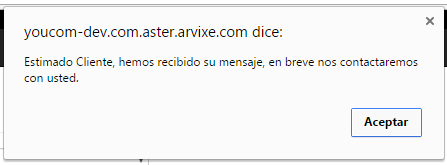 youcom-dev.com.aster.arvixe.com dice:
Estimado Cliente, hemos recibido su mensaje, en breve nos contactaremos
con usted.
Aceptar